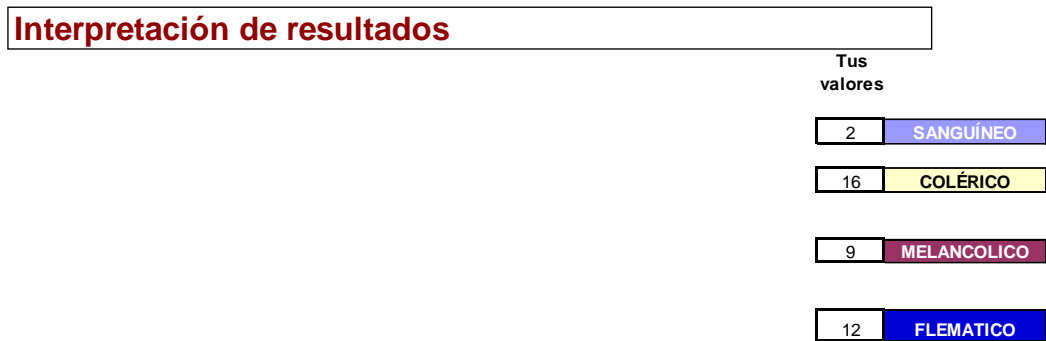 Interpretación de resultados
Tus
valores
2 SANGUÍNEO
16 COLÉRICO
9 MELANCOLICO
12 FLEMATICO